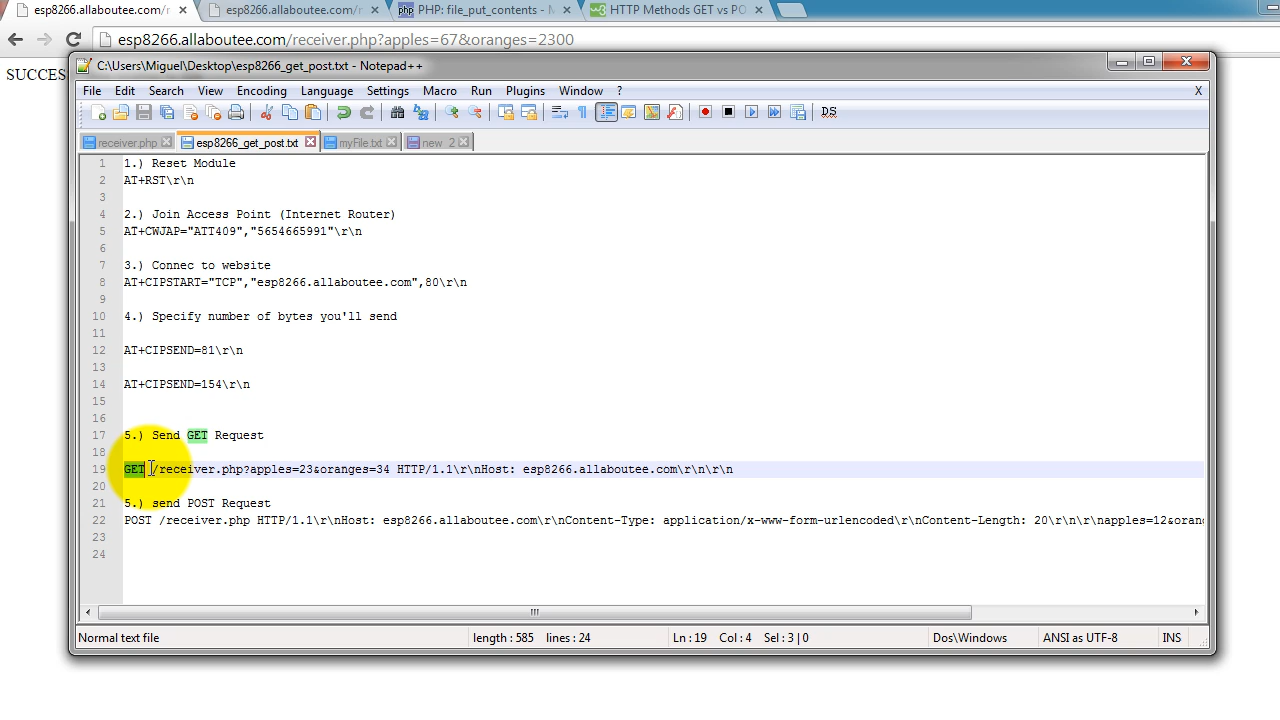 esp8266.allaboutee.com/r
esp8266.allaboutee.com/r
PHP: file_put_contents - M
HTTP Methods GET vs PO
esp8266.allaboutee.com/receiver.php?apples=67&oranges=2300
SUCCES
C:\Users\Miguel\Desktop\esp8266_get_post.txt - Notepad++
File Edit Search View Encoding Language Settings Macro Run Plugins Window ? X
receiver.php esp8266_get_post.txt myFile.txt new 2
1 1.) Reset Module
2 AT+RST\r\n
3
4 2.) Join Access Point (Internet Router)
5 AT+CWJAP="ATT409","5654665991"\r\n
6
7 3.) Connec to website
8 AT+CIPSTART="TCP","esp8266.allaboutee.com",80\r\n
9
10 4.) Specify number of bytes you'll send
11
12 AT+CIPSEND=81\r\n
13
14 AT+CIPSEND=154\r\n
15
16
17 5.) Send GET Request
18
19 GET /receiver.php?apples=23&oranges=34 HTTP/1.1\r\nHost: esp8266.allaboutee.com\r\n\r\n
20
21 5.) send POST Request
22 POST /receiver.php HTTP/1.1\r\nHost: esp8266.allaboutee.com\r\nContent-Type: application/x-www-form-urlencoded\r\nContent-Length: 20\r\n\r\napples=12&oran
23
24
Normal text file length : 585 lines : 24 Ln : 19 Col : 4 Sel : 3 | 0 Dos\Windows ANSI as UTF-8 INS